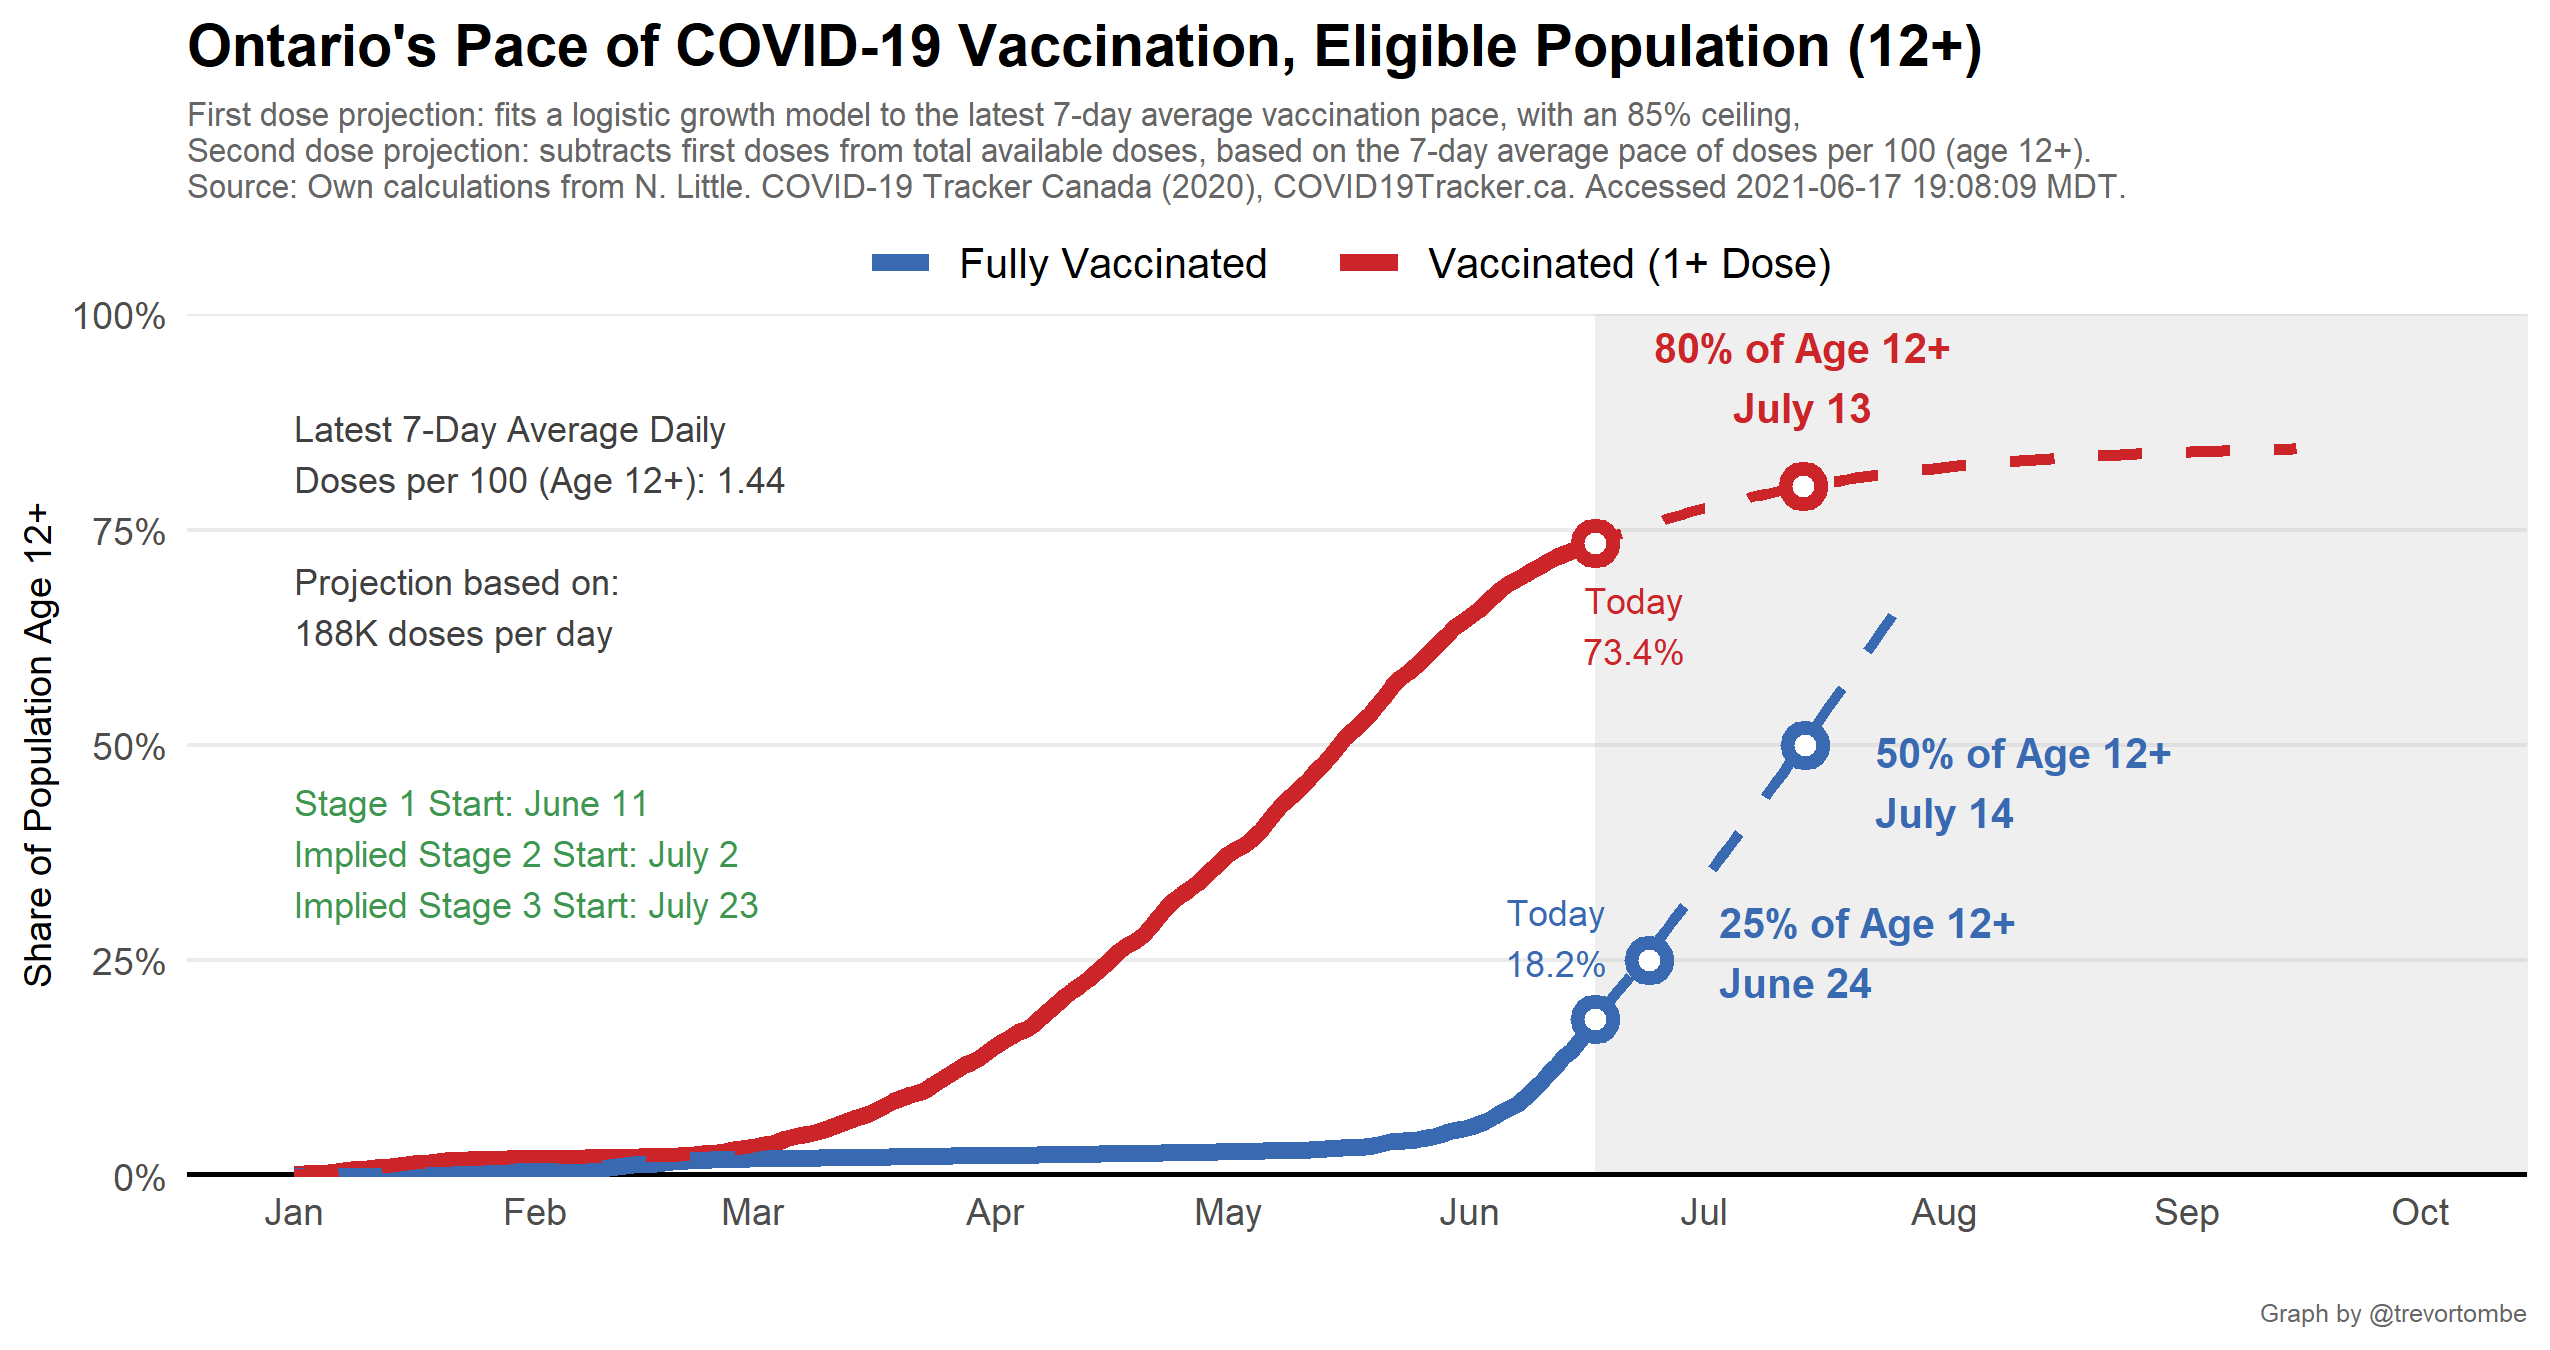 Ontario's Pace of COVID-19 Vaccination, Eligible Population (12+)
First dose projection: fits a logistic growth model to the latest 7-day average vaccination pace, with an 85% ceiling,
Second dose projection: subtracts first doses from total available doses, based on the 7-day average pace of doses per 100 (age 12+).
Source: Own calculations from N. Little. COVID-19 Tracker Canada (2020), COVID19Tracker.ca. Accessed 2021-06-17 19:08:09 MDT.
Fully Vaccinated
Vaccinated (1+ Dose)
Share of Population Age 12+
100%
75%
50%
25%
0%
Latest 7-Day Average Daily
Doses per 100 (Age 12+): 1.44
Projection based on:
188K doses per day
Stage 1 Start: June 11
Implied Stage 2 Start: July 2
Implied Stage 3 Start: July 23
80% of Age 12+
July 13
Today
73.4%
50% of Age 12+
July 14
Today
18.2%
25% of Age 12+
June 24
Jan
Feb
Mar
Apr
May
Jun
Jul
Aug
Sep
Oct
Graph by @trevortombe